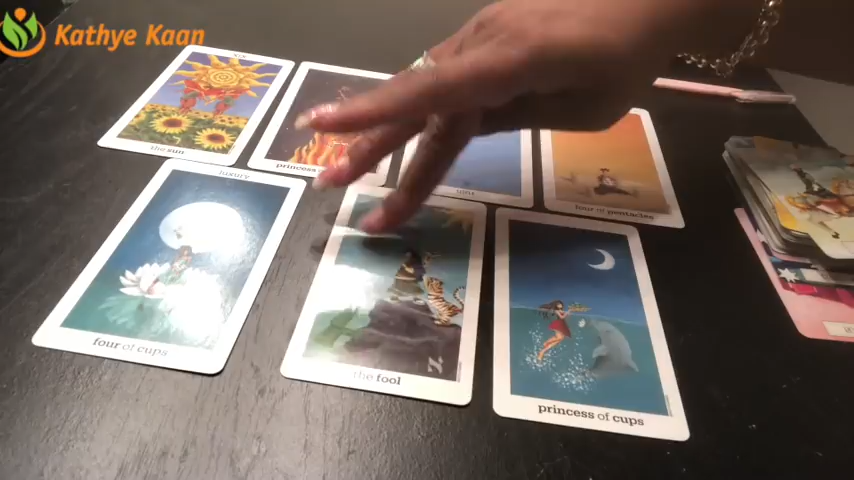 Kathye Kaan
the sun
princess
four of pentacles
luxury
four of cups
the fool
princess of cups